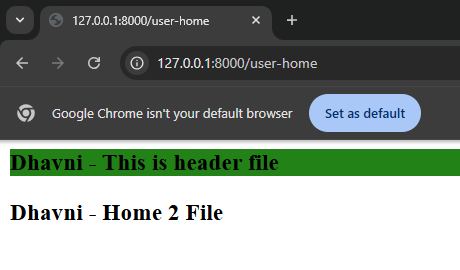 127.0.0.1:8000/user-home
127.0.0.1:8000/user-home
Google Chrome isn't your default browser
Set as default
Dhavni - This is header file
Dhavni - Home 2 File